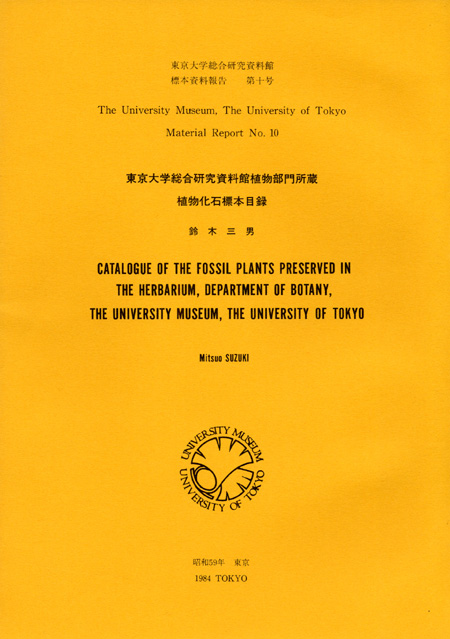 東京大学総合研究資料館
標本資料報告 第十号
The University Museum, The University of Tokyo
Material Report No. 10
東京大学総合研究資料館植物部門所蔵
植物化石標本目録
鈴木三男
CATALOGUE OF THE FOSSIL PLANTS PRESERVED IN
THE HERBARIUM, DEPARTMENT OF BOTANY,
THE UNIVERSITY MUSEUM, THE UNIVERSITY OF TOKYO
Mitsuo SUZUKI
UNIVERSITY MUSEUM
UNIVERSITY OF TOKYO
昭和59年 東京
1984 TOKYO